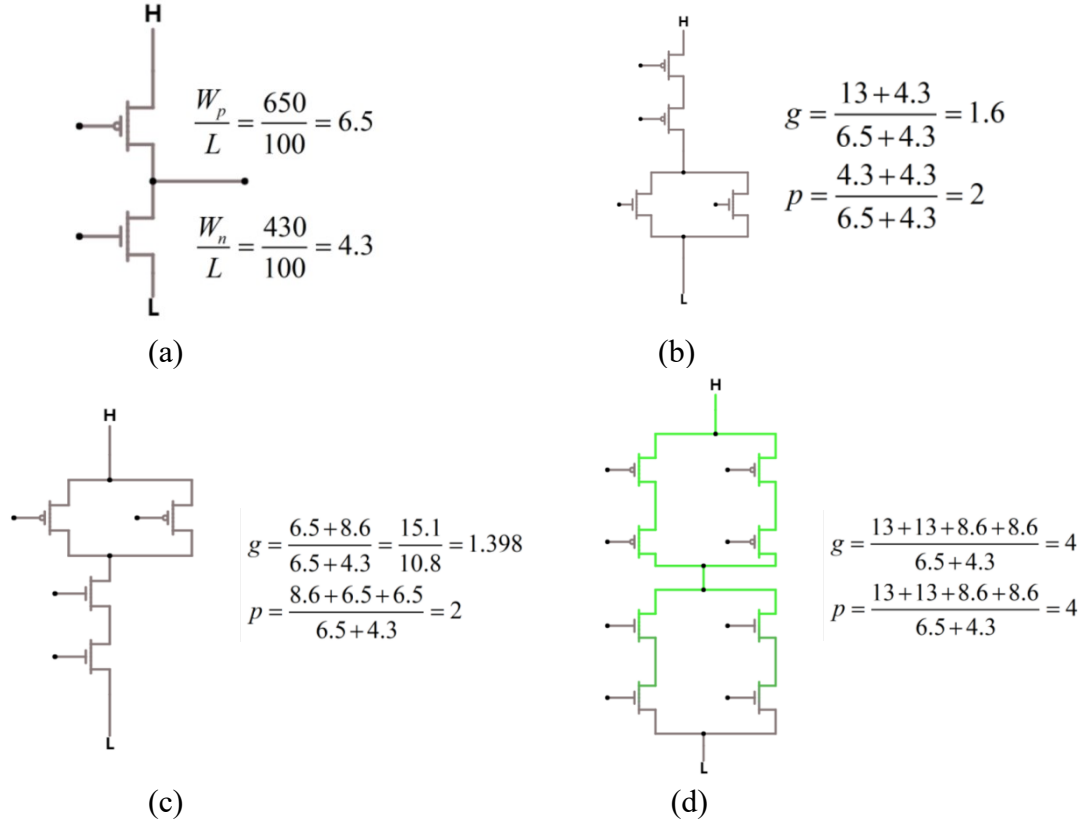 H
W_p/L = 650/100 = 6.5
W_n/L = 430/100 = 4.3
L
(a)
H
g = (13+4.3)/(6.5+4.3) = 1.6
p = (4.3+4.3)/(6.5+4.3) = 2
L
(b)
H
g = (6.5+8.6)/(6.5+4.3) = 15.1/10.8 = 1.398
p = (8.6+6.5+6.5)/(6.5+4.3) = 2
L
(c)
H
g = (13+13+8.6+8.6)/(6.5+4.3) = 4
p = (13+13+8.6+8.6)/(6.5+4.3) = 4
L
(d)